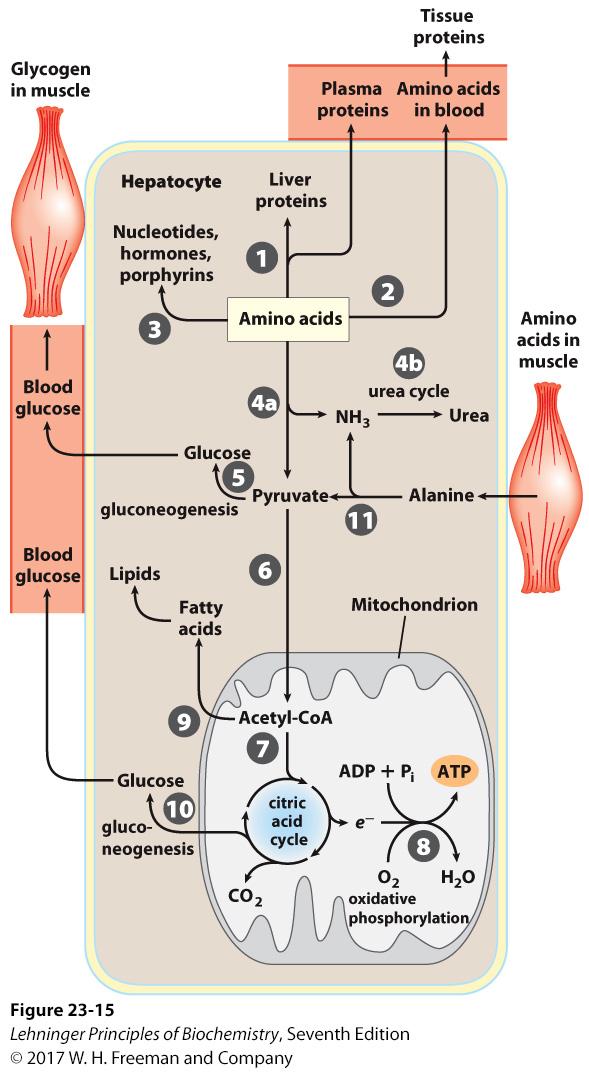 Tissue
proteins
Glycogen
in muscle
Plasma
proteins
Amino acids
in blood
Hepatocyte
Liver
proteins
Nucleotides,
hormones,
porphyrins
1
2
3
Amino acids
Amino
acids in
muscle
4b
urea cycle
4a
NH₃
Urea
Blood
glucose
Glucose
5
gluconeogenesis
Pyruvate
Alanine
11
Blood
glucose
6
Lipids
Fatty
acids
Mitochondrion
9
Acetyl-CoA
7
ADP + Pᵢ
ATP
Glucose
10
gluco-
neogenesis
citric
acid
cycle
e⁻
8
CO₂
O₂
H₂O
oxidative
phosphorylation
Figure 23-15
Lehninger Principles of Biochemistry, Seventh Edition
© 2017 W. H. Freeman and Company